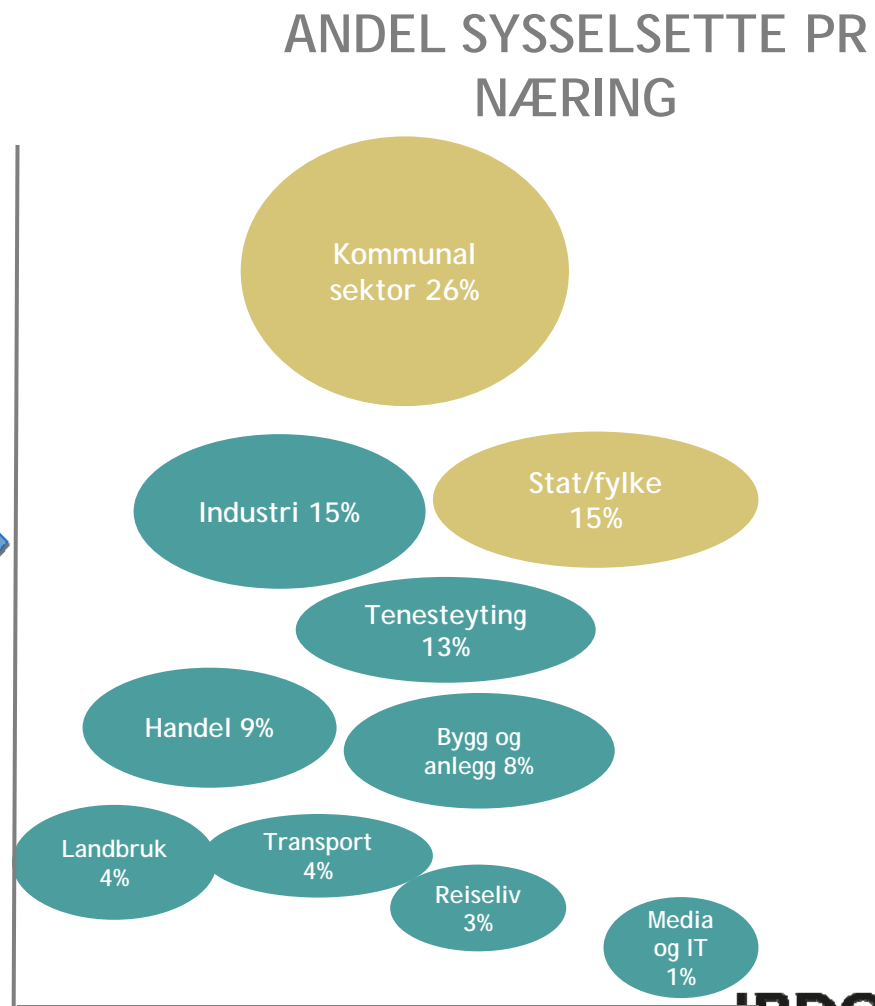 ANDEL SYSSELSETTE PR
NÆRING
Kommunal
sektor 26%
Industri 15%
Stat/fylke
15%
Tenesteyting
13%
Handel 9%
Bygg og
anlegg 8%
Landbruk
4%
Transport
4%
Reiseliv
3%
Media
og IT
1%